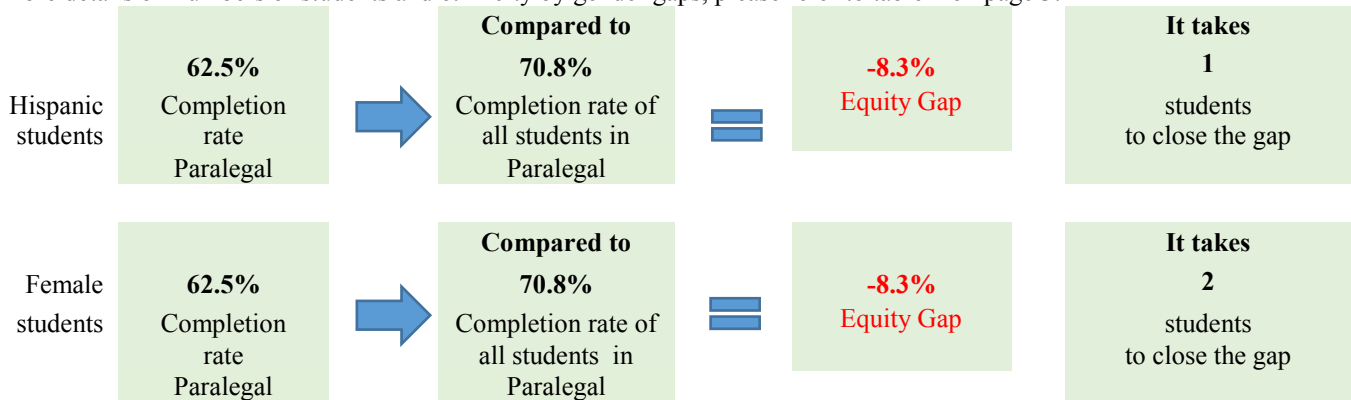 Compared to
It takes
62.5%
70.8%
-8.3%
1
Hispanic
students
Completion
rate
Paralegal
Completion rate of
all students in
Paralegal
Equity Gap
students
to close the gap
Compared to
It takes
Female
students
62.5%
70.8%
-8.3%
2
Completion
rate
Paralegal
Completion rate of
all students in
Paralegal
Equity Gap
students
to close the gap